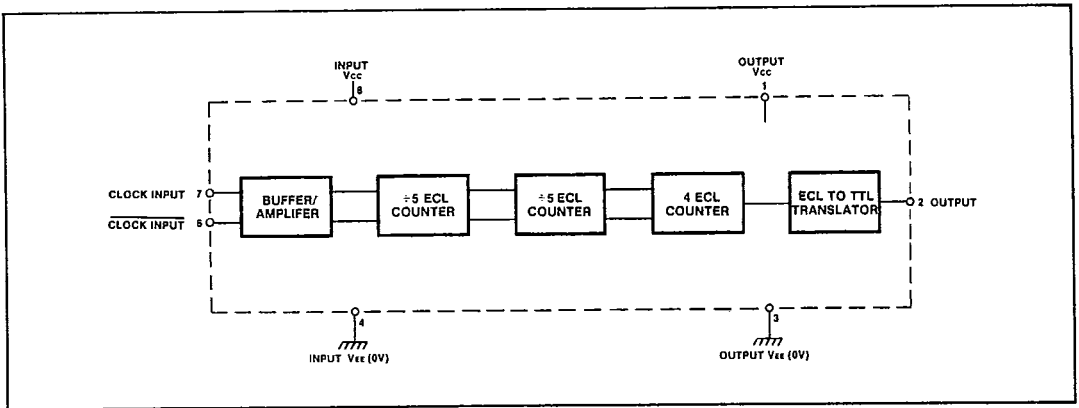 INPUT
Vcc
8
OUTPUT
Vcc
1
CLOCK INPUT 7
CLOCK INPUT 6
BUFFER/
AMPLIFER
÷5 ECL
COUNTER
÷5 ECL
COUNTER
4 ECL
COUNTER
ECL TO TTL
TRANSLATOR
2 OUTPUT
4
INPUT VEE (0V)
3
OUTPUT VEE (0V)